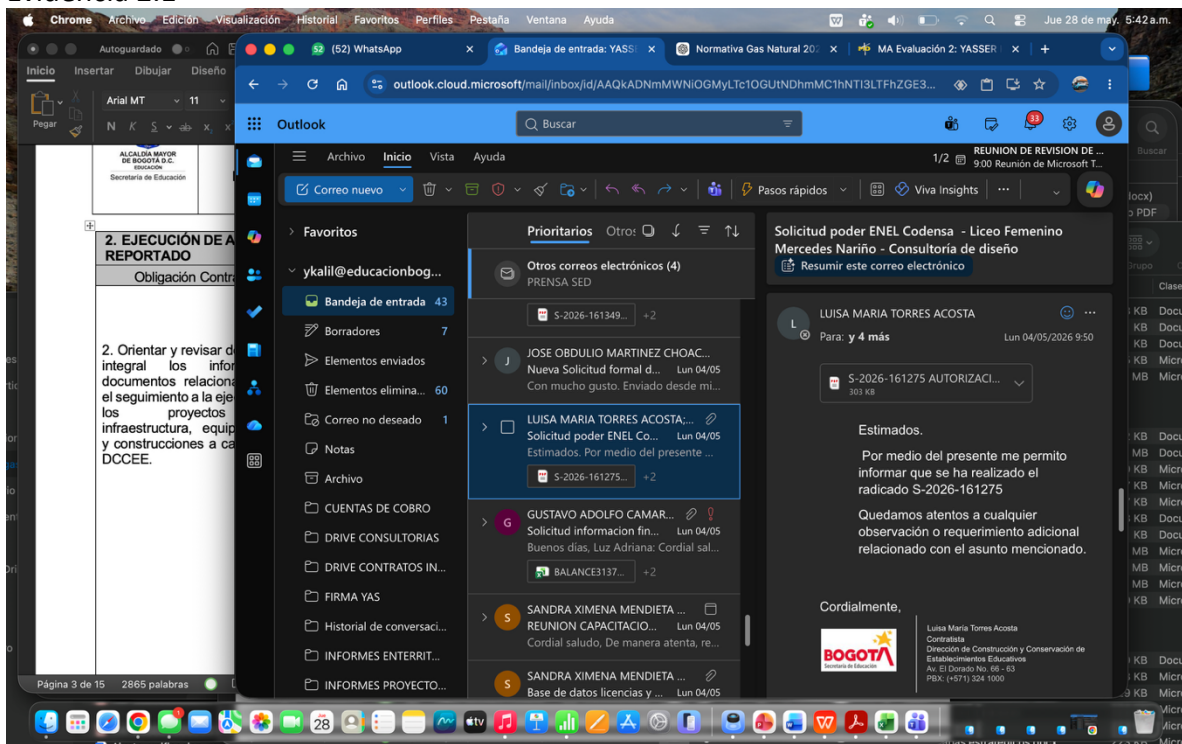 Chrome Archivo Edición Visualización Historial Favoritos Perfiles Pestaña Ventana Ayuda Jue 28 de may. 5:42 a.m.
Autoguardado
(52) WhatsApp
Bandeja de entrada: YASS
Normativa Gas Natural 202
MA Evaluación 2: YASSER
Inicio Insertar Dibujar Diseño
outlook.cloud.microsoft/mail/inbox/id/AAQkADNmMWNiOGMyLTc1OGUtNDhmMC1hNTI3LTFhZGE3...
Pegar
Arial MT 11
N K S ab x
Outlook
Buscar
33
ALCALDÍA MAYOR
DE BOGOTÁ D.C.
EDUCACIÓN
Secretaría de Educación
Archivo Inicio Vista Ayuda
1/2 REUNION DE REVISION DE ...
9:00 Reunión de Microsoft T...
Correo nuevo
Pasos rápidos
Viva Insights
2. EJECUCIÓN DE A
REPORTADO
Obligación Contra
2. Orientar y revisar d
integral los infor
documentos relaciona
el seguimiento a la eje
los proyectos
infraestructura, equip
y construcciones a ca
DCCEE.
Página 3 de 15 2865 palabras
Favoritos
ykalil@educacionbog...
Bandeja de entrada 43
Borradores 7
Elementos enviados
Elementos elimina... 60
Correo no deseado 1
Notas
Archivo
CUENTAS DE COBRO
DRIVE CONSULTORIAS
DRIVE CONTRATOS IN...
FIRMA YAS
Historial de conversaci...
INFORMES ENTERRIT...
INFORMES PROYECTO...
Prioritarios Otros
Otros correos electrónicos (4)
PRENSA SED
S-2026-161349... +2
J
JOSE OBDULIO MARTINEZ CHOAC...
Nueva Solicitud formal d... Lun 04/05
Con mucho gusto. Enviado desde mi...
LUISA MARIA TORRES ACOSTA;...
Solicitud poder ENEL Co... Lun 04/05
Estimados. Por medio del presente ...
S-2026-161275... +2
G
GUSTAVO ADOLFO CAMAR...
Solicitud informacion fin... Lun 04/05
Buenos días, Luz Adriana: Cordial sal...
BALANCE3137... +2
S
SANDRA XIMENA MENDIETA ...
REUNION CAPACITACIO... Lun 04/05
Cordial saludo, De manera atenta, re...
S
SANDRA XIMENA MENDIETA ...
Base de datos licencias y ... Lun 04/05
Solicitud poder ENEL Codensa - Liceo Femenino
Mercedes Nariño - Consultoría de diseño
Resumir este correo electrónico
L
LUISA MARIA TORRES ACOSTA
Para: y 4 más Lun 04/05/2026 9:50
S-2026-161275 AUTORIZACI...
303 KB
Estimados.
Por medio del presente me permito
informar que se ha realizado el
radicado S-2026-161275
Quedamos atentos a cualquier
observación o requerimiento adicional
relacionado con el asunto mencionado.
Cordialmente,
BOGOTÁ
Secretaría de Educación
Luisa María Torres Acosta
Contratista
Dirección de Construcción y Conservación de
Establecimientos Educativos
Av. El Dorado No. 66 - 63
PBX: (+571) 324 1000
28
tv